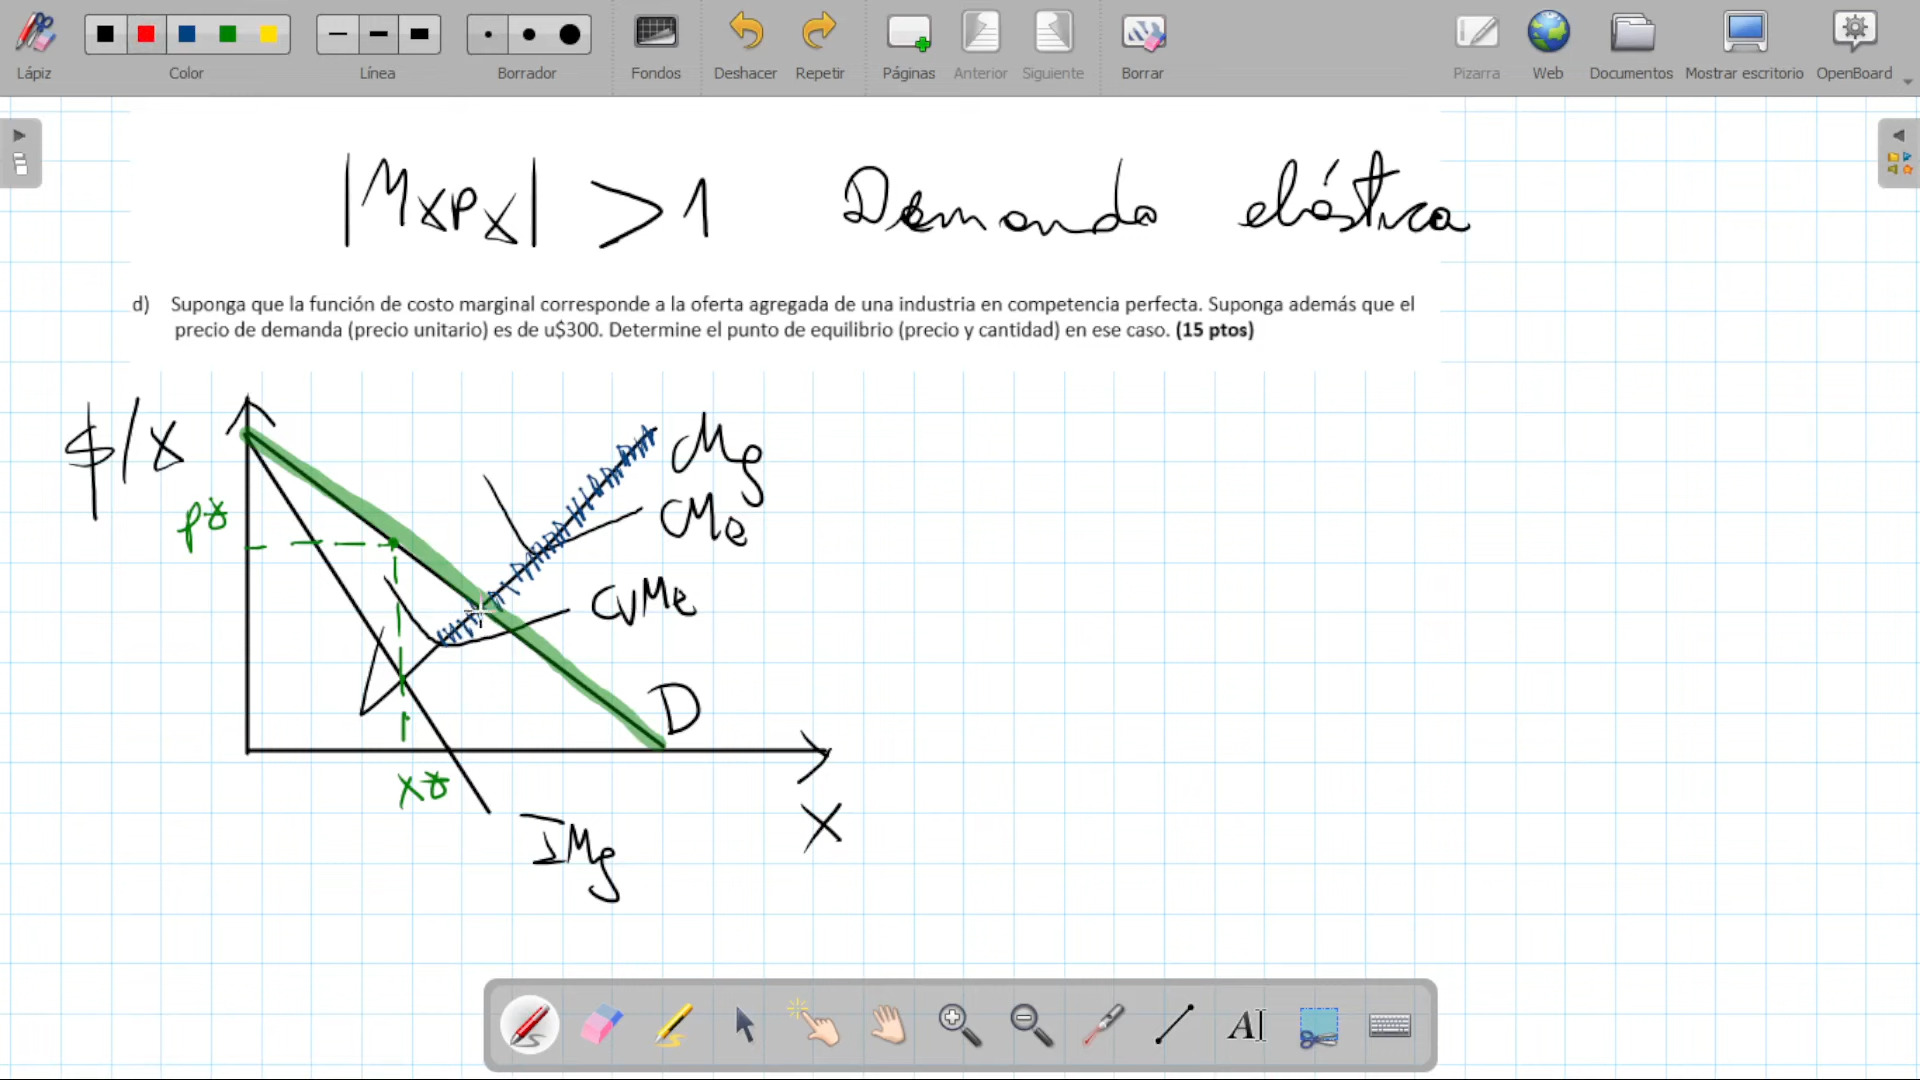 Lápiz
Color
Línea
Borrador
Fondos
Deshacer
Repetir
Páginas
Anterior
Siguiente
Borrar
Pizarra
Web
Documentos
Mostrar escritorio
OpenBoard
|MxPx| > 1 Demanda elástica
d) Suponga que la función de costo marginal corresponde a la oferta agregada de una industria en competencia perfecta. Suponga además que el
precio de demanda (precio unitario) es de u$300. Determine el punto de equilibrio (precio y cantidad) en ese caso. (15 ptos)
$/X
CMg
CMe
p*
CVMe
D
x*
X
IMg
AI